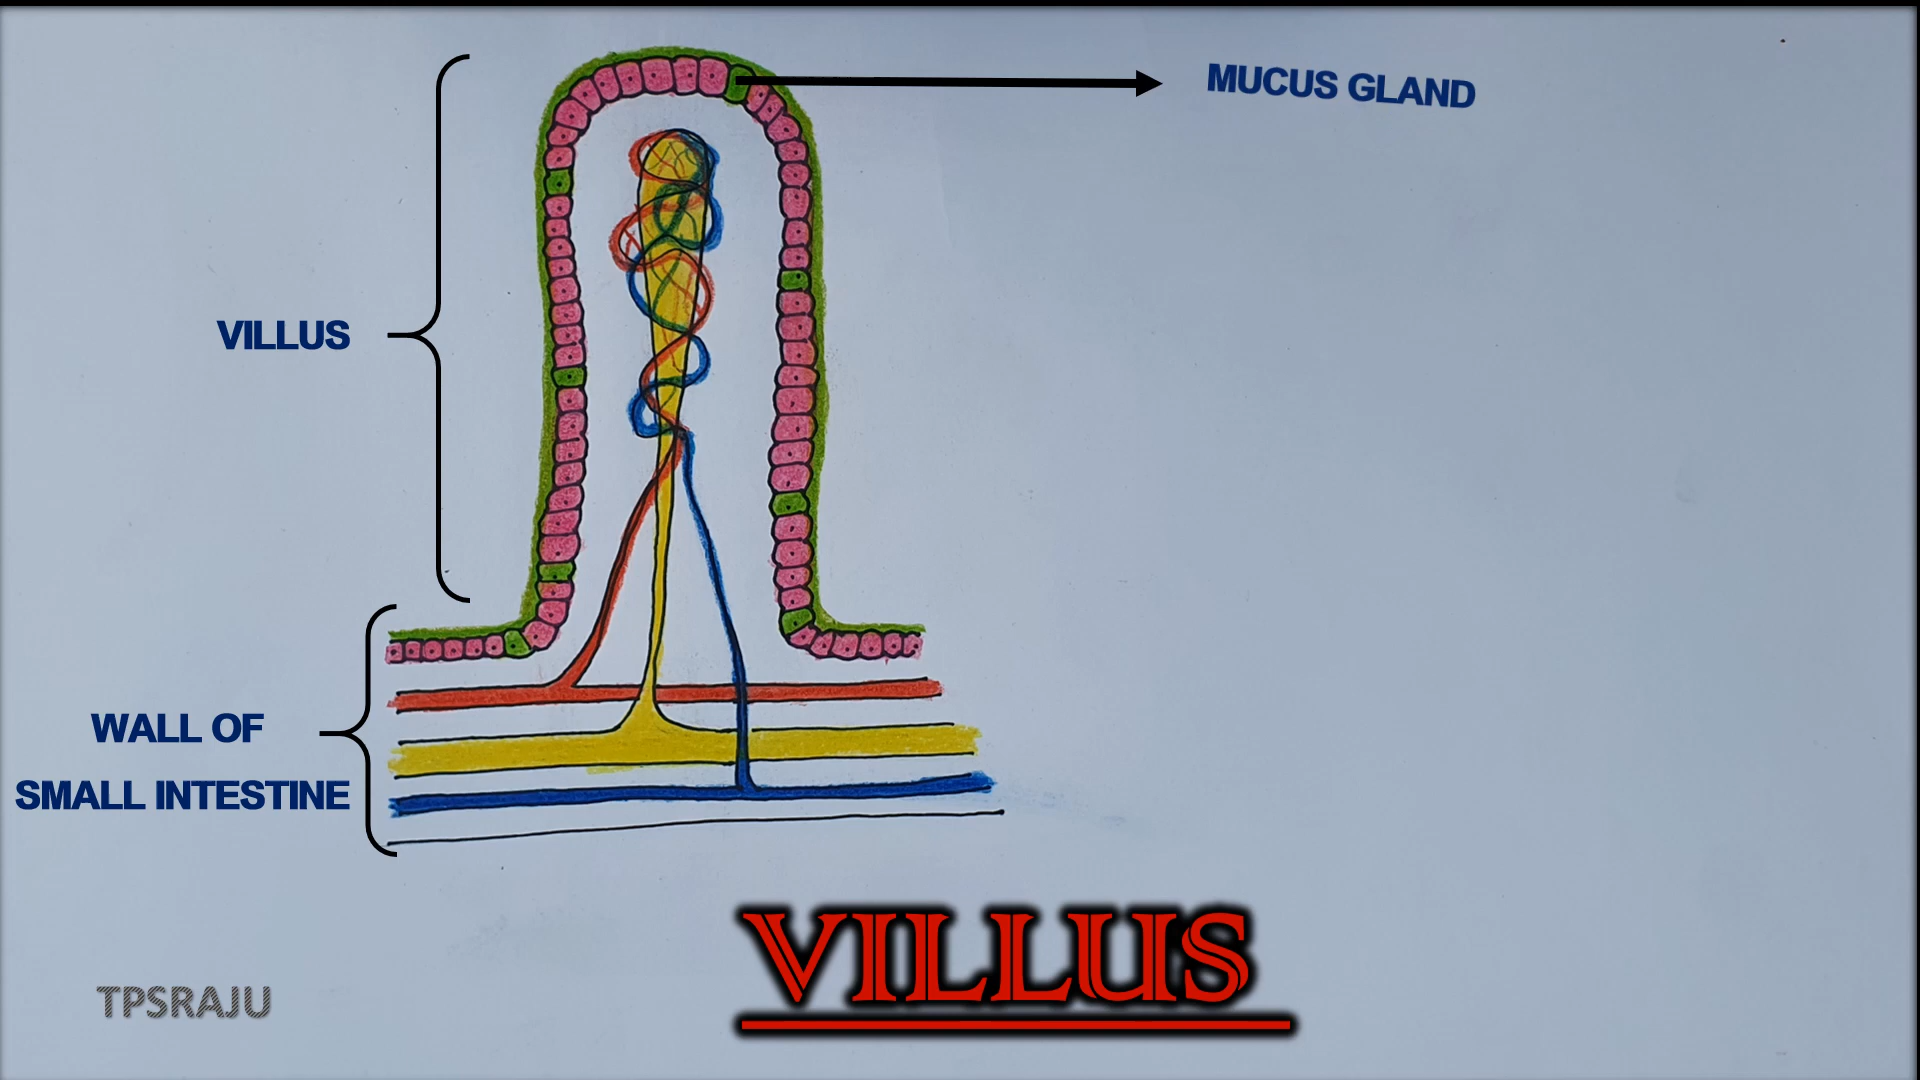 MUCUS GLAND
VILLUS
WALL OF
SMALL INTESTINE
VILLUS
TPSRAJU